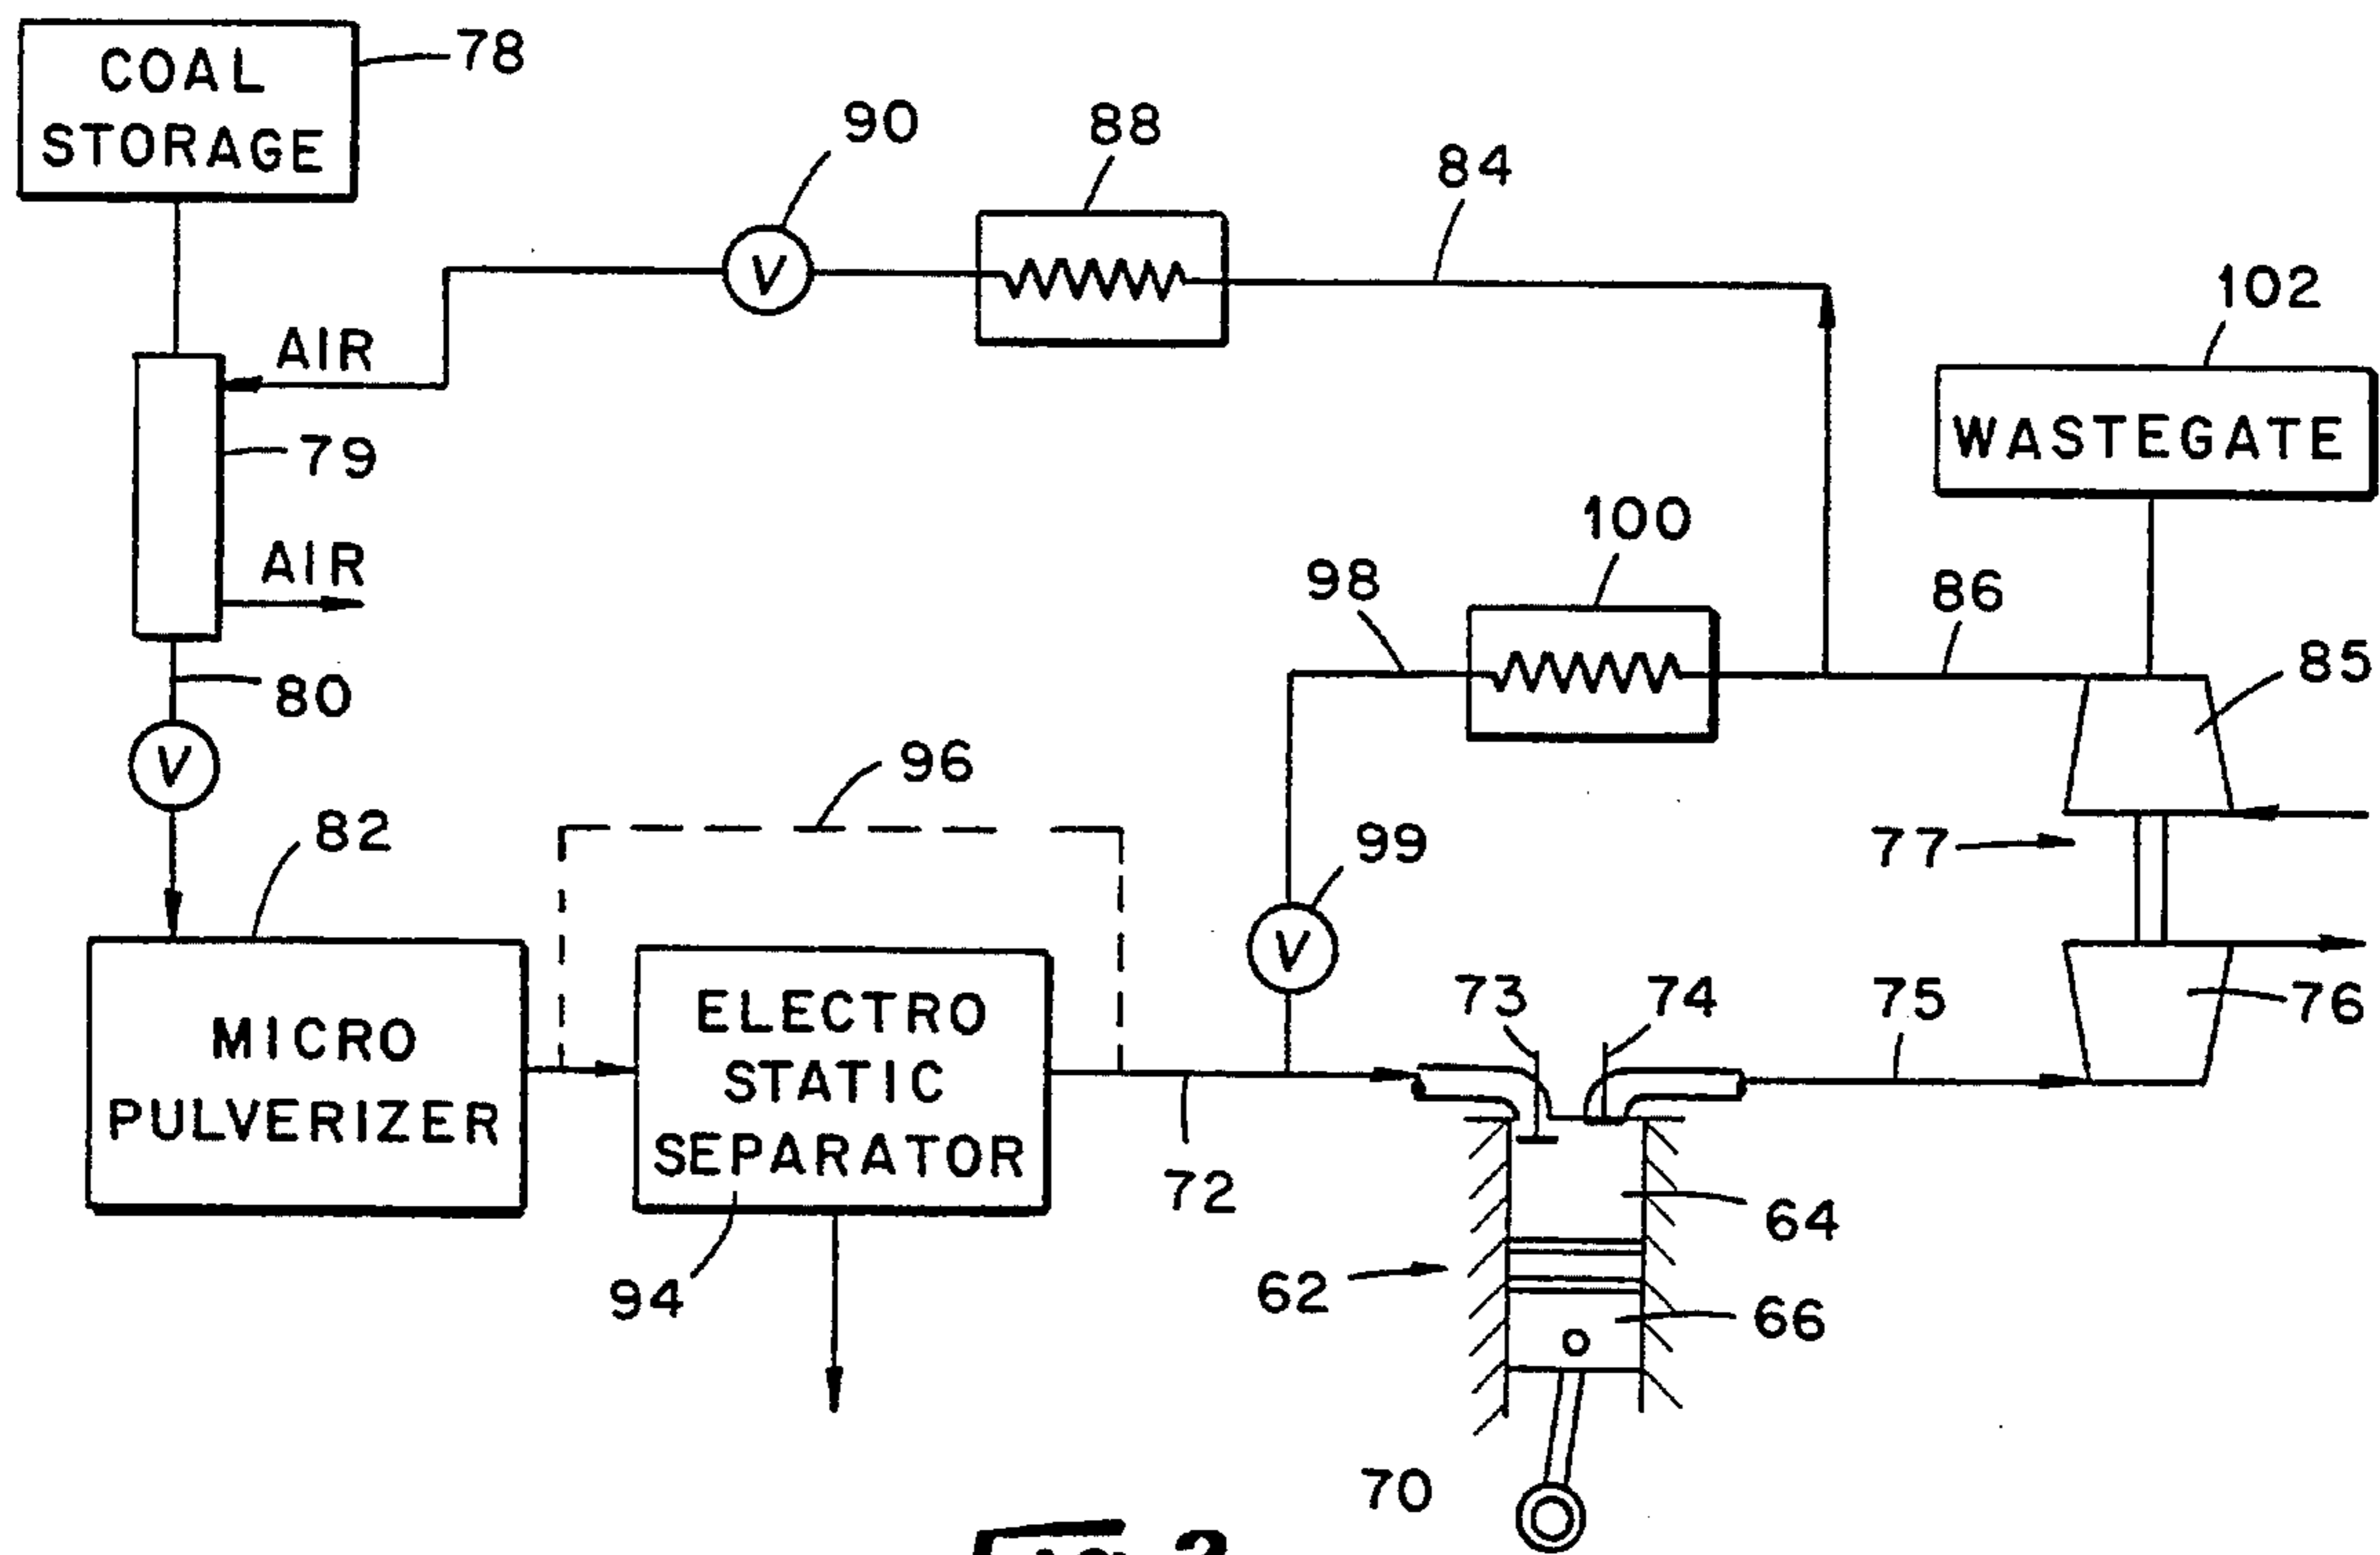 COAL
STORAGE
78
90
88
84
102
WASTEGATE
AIR
79
AIR
80
V
V
100
98
86
85
96
82
99
77
V
MICRO
PULVERIZER
ELECTRO
STATIC
SEPARATOR
94
73
74
75
76
72
64
62
66
70